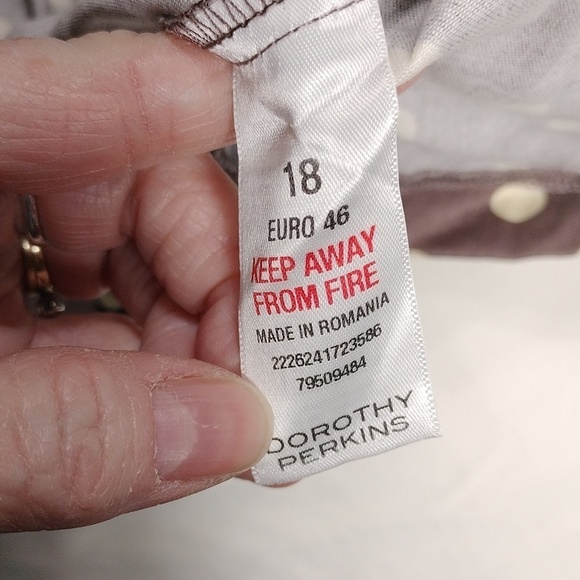 18
EURO 46
KEEP AWAY
FROM FIRE
MADE IN ROMANIA
2226241723586
79509484
DOROTHY
PERKINS